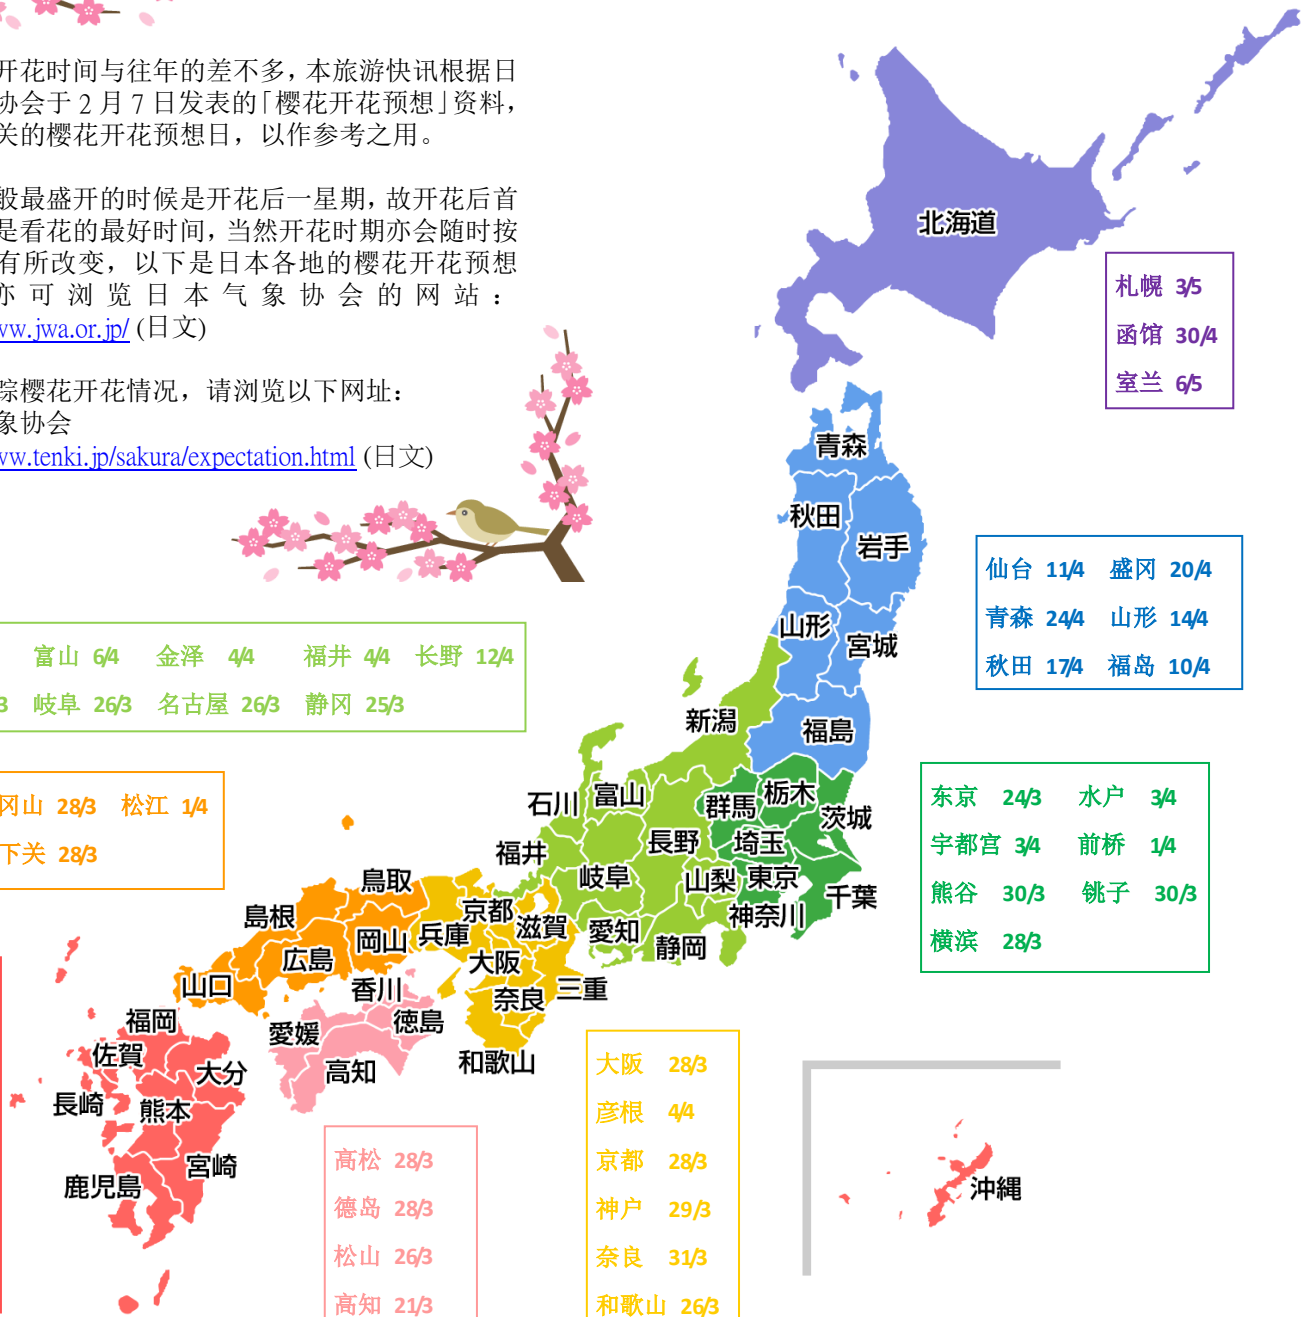 开花时间与往年的差不多，本旅游快讯根据日
协会于 2 月 7 日发表的「樱花开花预想」资料，
关的樱花开花预想日，以作参考之用。
般最盛开的时候是开花后一星期，故开花后首
是看花的最好时间，当然开花时期亦会随时按
有所改变，以下是日本各地的樱花开花预想
亦可浏览日本气象协会的网站：
ww.jwa.or.jp/ (日文)
踪樱花开花情况，请浏览以下网址：
象协会
ww.tenki.jp/sakura/expectation.html (日文)
北海道
札幌 3/5
函馆 30/4
室兰 6/5
青森
秋田
岩手
山形
宮城
福島
仙台 11/4 盛冈 20/4
青森 24/4 山形 14/4
秋田 17/4 福岛 10/4
富山 6/4 金泽 4/4 福井 4/4 长野 12/4
3 岐阜 26/3 名古屋 26/3 静冈 25/3
新潟
石川
富山
福井
長野
岐阜
山梨
愛知
静岡
群馬
栃木
茨城
埼玉
東京
千葉
神奈川
东京 24/3 水户 3/4
宇都宫 3/4 前桥 1/4
熊谷 30/3 铫子 30/3
横滨 28/3
冈山 28/3 松江 1/4
下关 28/3
鳥取
島根
岡山
広島
山口
京都
滋賀
兵庫
大阪
奈良
三重
和歌山
香川
徳島
愛媛
高知
福岡
佐賀
大分
長崎
熊本
宮崎
鹿児島
高松 28/3
德岛 28/3
松山 26/3
高知 21/3
大阪 28/3
彦根 4/4
京都 28/3
神户 29/3
奈良 31/3
和歌山 26/3
沖縄